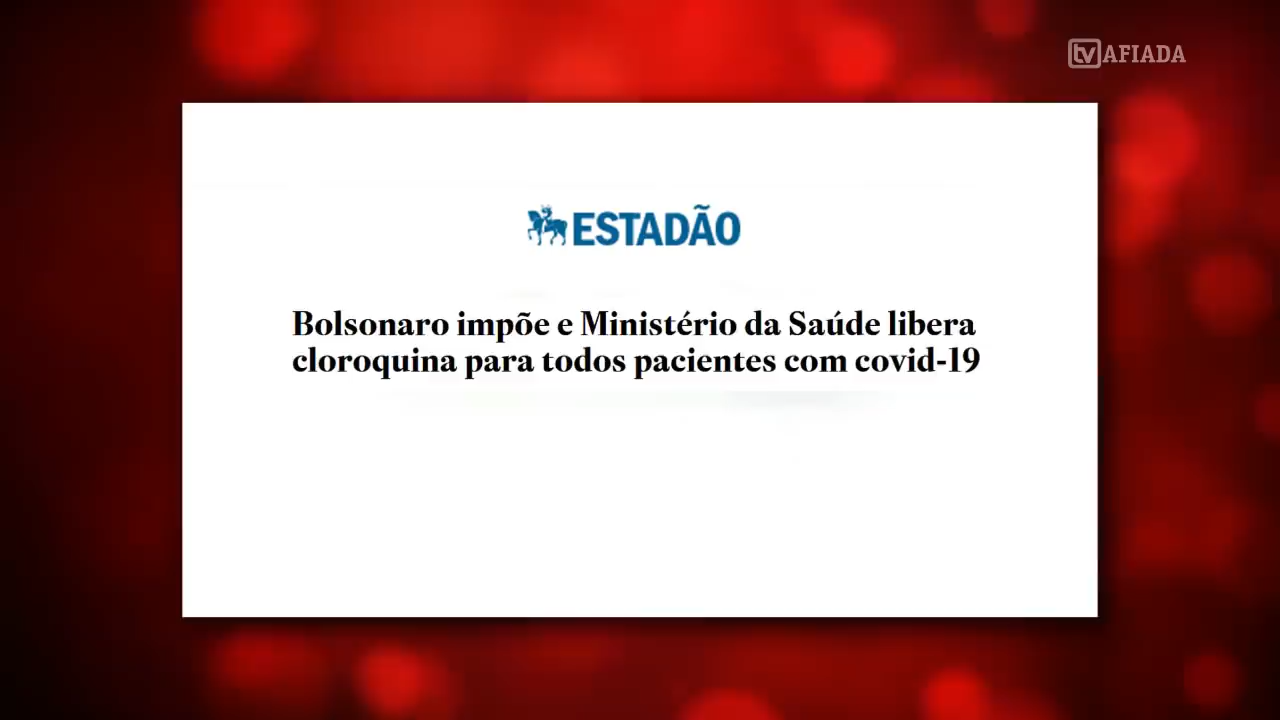 tv AFIADA
ESTADÃO
Bolsonaro impõe e Ministério da Saúde libera
cloroquina para todos pacientes com covid-19